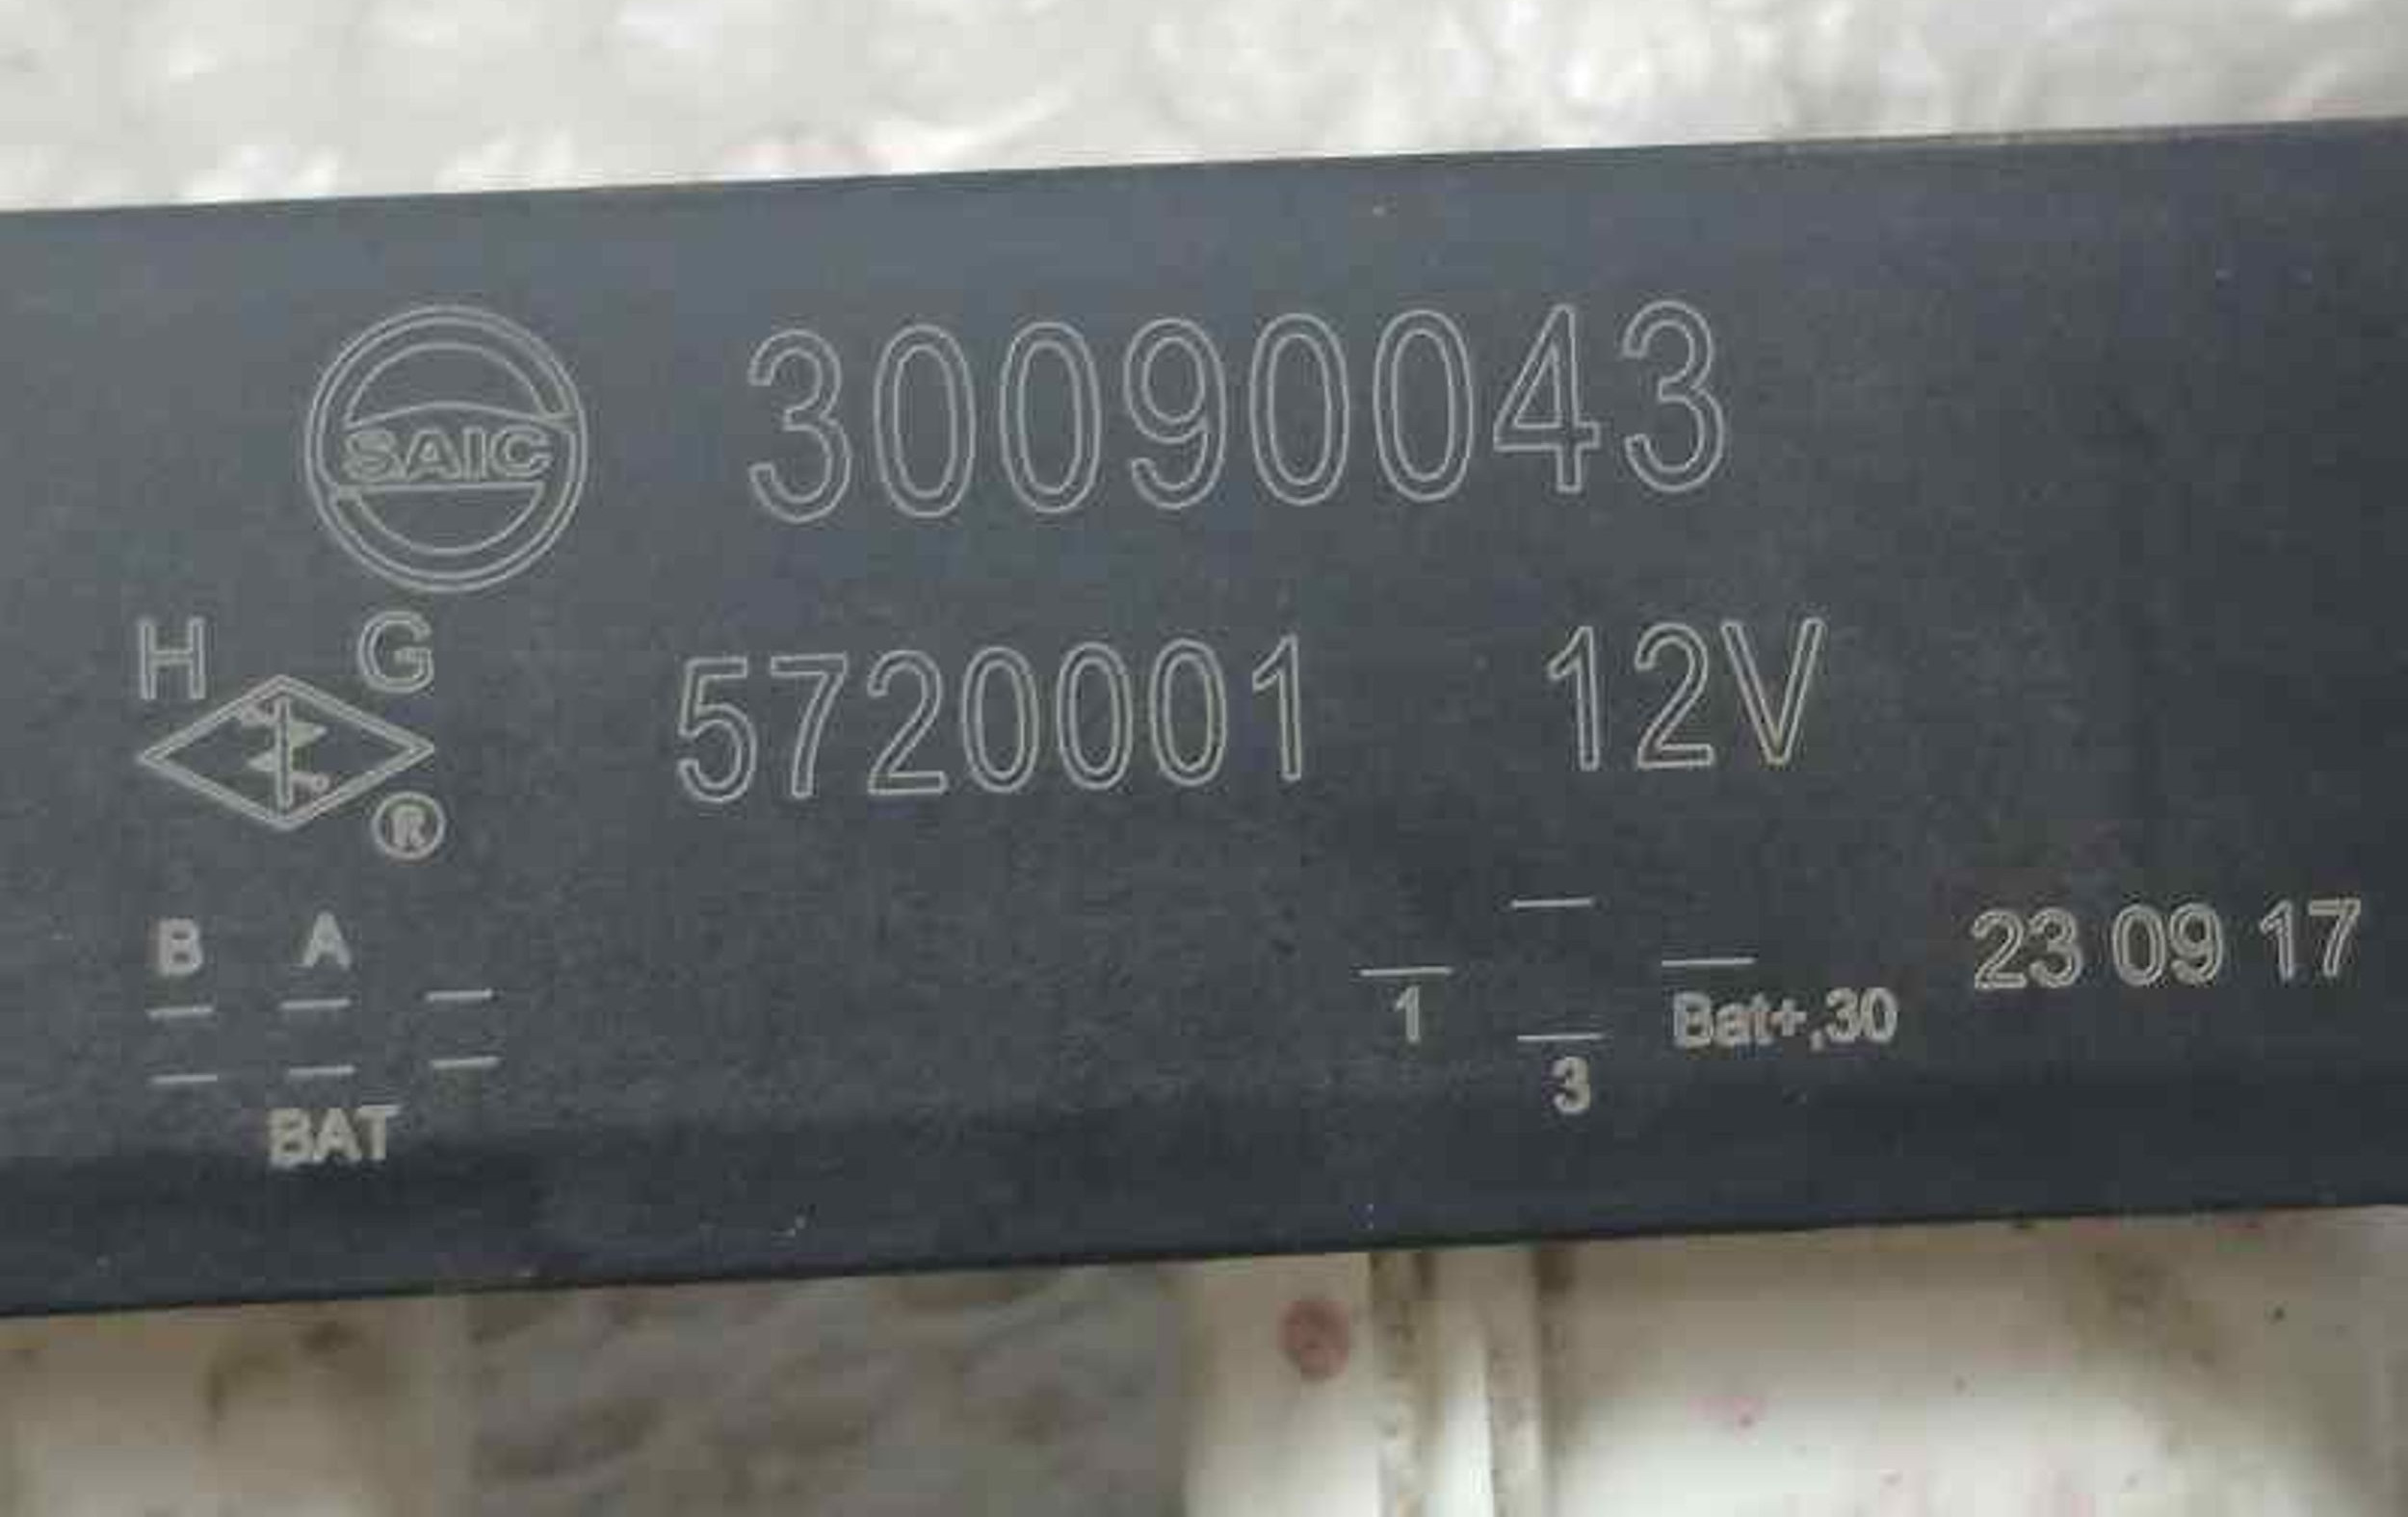 SAIC 30090043
H G
5720001 12V
®
B A
1 Bat+,30 23 09 17
3
BAT